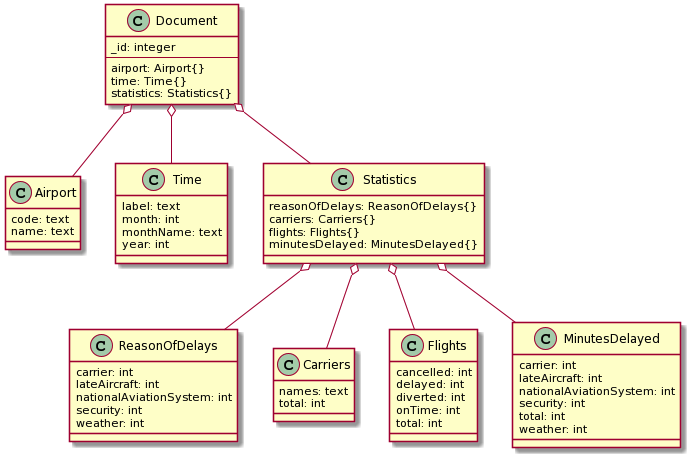 C Document
_id: integer
airport: Airport{}
time: Time{}
statistics: Statistics{}
C Airport
code: text
name: text
C Time
label: text
month: int
monthName: text
year: int
C Statistics
reasonOfDelays: ReasonOfDelays{}
carriers: Carriers{}
flights: Flights{}
minutesDelayed: MinutesDelayed{}
C ReasonOfDelays
carrier: int
lateAircraft: int
nationalAviationSystem: int
security: int
weather: int
C Carriers
names: text
total: int
C Flights
cancelled: int
delayed: int
diverted: int
onTime: int
total: int
C MinutesDelayed
carrier: int
lateAircraft: int
nationalAviationSystem: int
security: int
total: int
weather: int